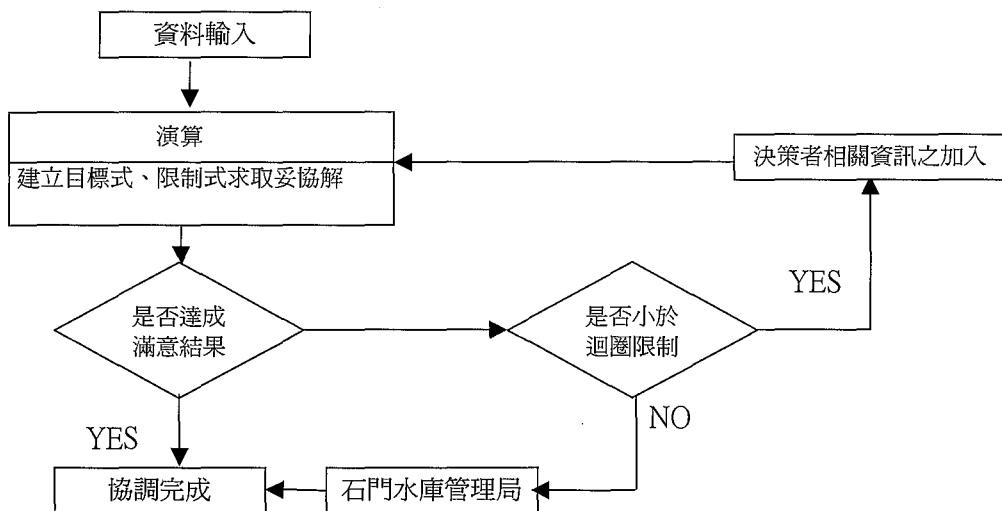 資料輸入
演算
建立目標式、限制式求取妥協解
決策者相關資訊之加入
是否達成
滿意結果
是否小於
迴圈限制
YES
NO
YES
協調完成
石門水庫管理局